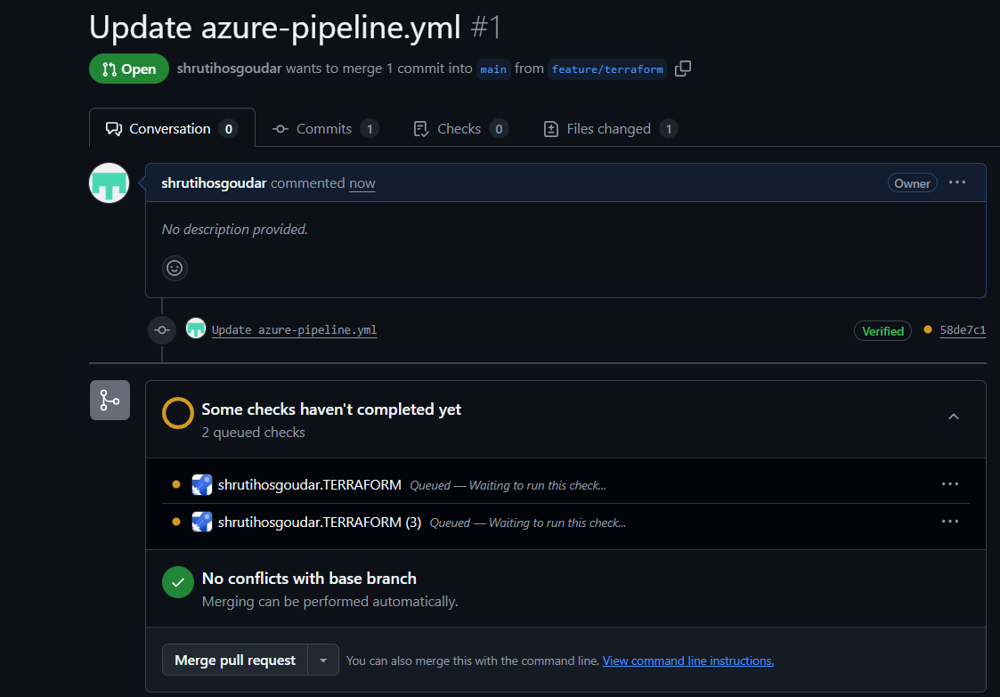 Update azure-pipeline.yml #1
Open shrutihosgoudar wants to merge 1 commit into main from feature/terraform
Conversation 0 Commits 1 Checks 0 Files changed 1
shrutihosgoudar commented now Owner ···
No description provided.
Update azure-pipeline.yml Verified 58de7c1
Some checks haven't completed yet
2 queued checks
shrutihosgoudar.TERRAFORM Queued — Waiting to run this check... ···
shrutihosgoudar.TERRAFORM (3) Queued — Waiting to run this check... ···
No conflicts with base branch
Merging can be performed automatically.
Merge pull request You can also merge this with the command line. View command line instructions.